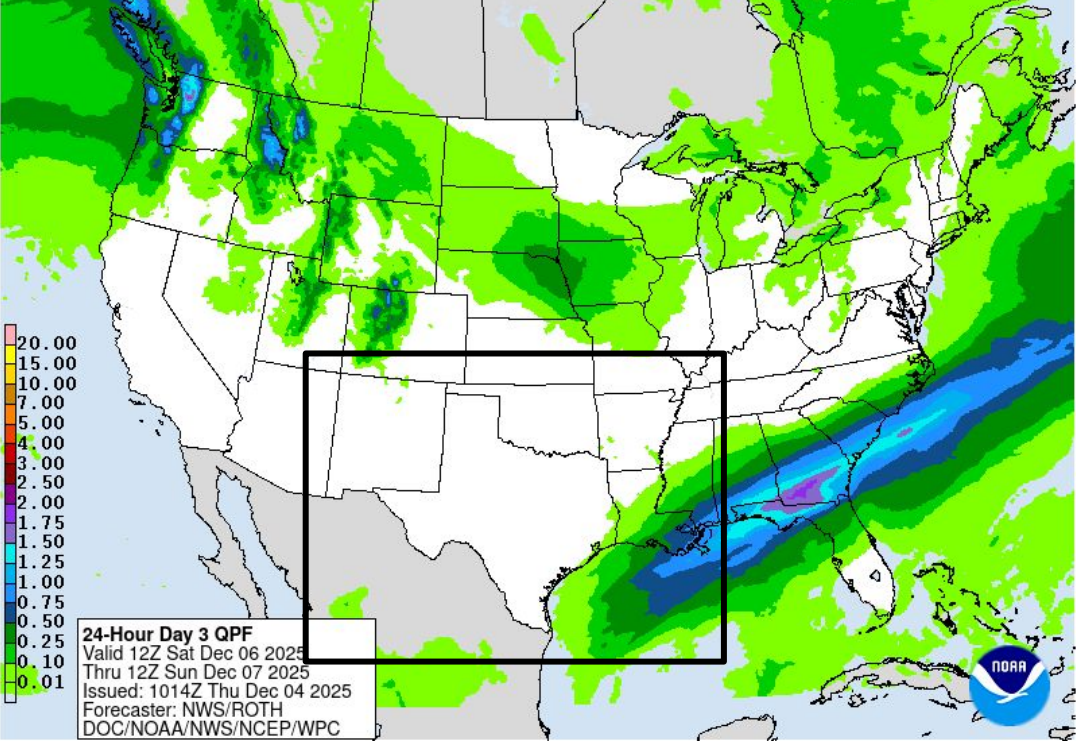 20.00
15.00
10.00
7.00
5.00
4.00
3.00
2.50
2.00
1.75
1.50
1.25
1.00
0.75
0.50
0.25
0.10
0.01
24-Hour Day 3 QPF
Valid 12Z Sat Dec 06 2025
Thru 12Z Sun Dec 07 2025
Issued: 1014Z Thu Dec 04 2025
Forecaster: NWS/ROTH
DOC/NOAA/NWS/NCEP/WPC
NOAA